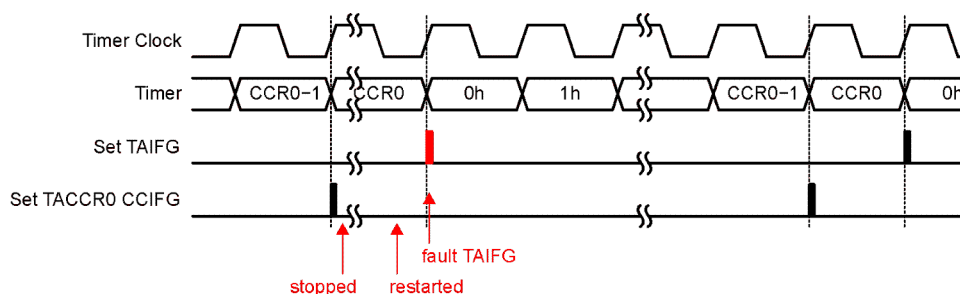 Timer Clock
Timer CCR0−1 CCR0 0h 1h CCR0−1 CCR0 0h
Set TAIFG
Set TACCR0 CCIFG
fault TAIFG
stopped restarted